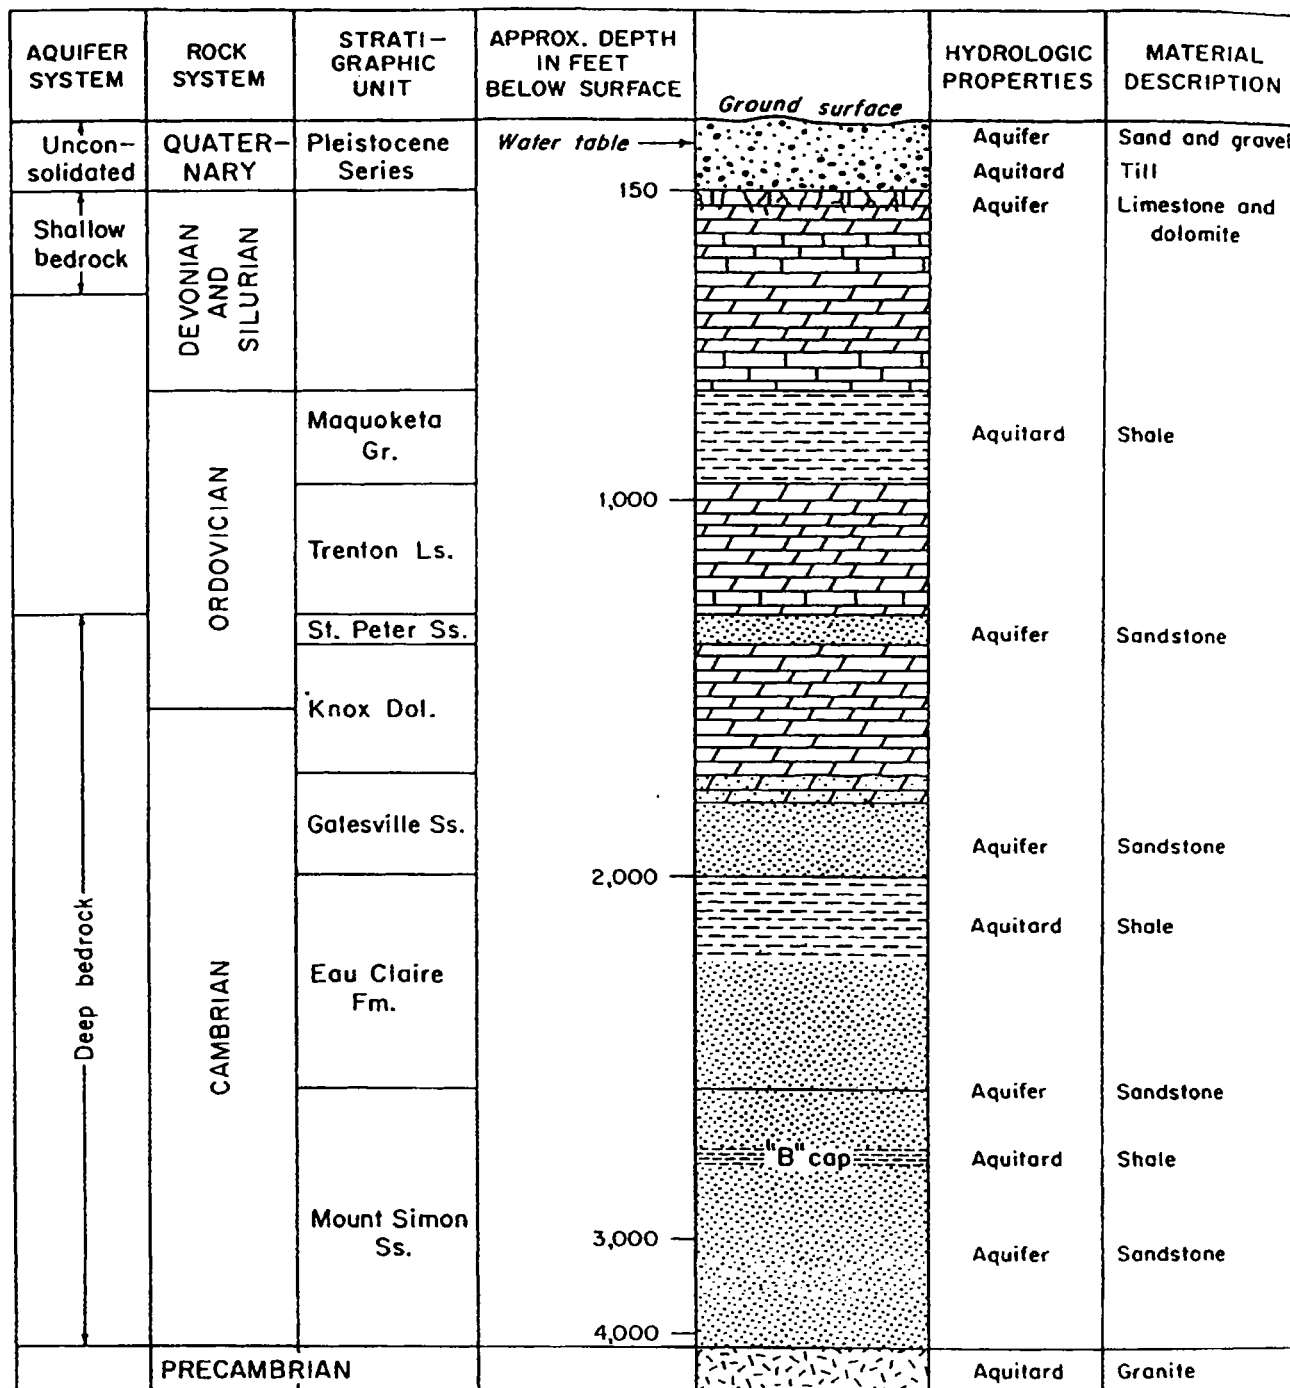 AQUIFER
SYSTEM
ROCK
SYSTEM
STRATI-
GRAPHIC
UNIT
APPROX. DEPTH
IN FEET
BELOW SURFACE
HYDROLOGIC
PROPERTIES
MATERIAL
DESCRIPTION
Ground surface
Uncon-
solidated
QUATER-
NARY
Pleistocene
Series
Water table
Aquifer
Sand and gravel
Aquitard
Till
150
Shallow
bedrock
DEVONIAN
AND
SILURIAN
Aquifer
Limestone and
dolomite
ORDOVICIAN
Maquoketa
Gr.
Aquitard
Shale
1,000
Trenton Ls.
St. Peter Ss.
Aquifer
Sandstone
Knox Dol.
Deep bedrock
CAMBRIAN
Galesville Ss.
Aquifer
Sandstone
2,000
Aquitard
Shale
Eau Claire
Fm.
Aquifer
Sandstone
"B" cap
Aquitard
Shale
Mount Simon
Ss.
3,000
Aquifer
Sandstone
4,000
PRECAMBRIAN
Aquitard
Granite